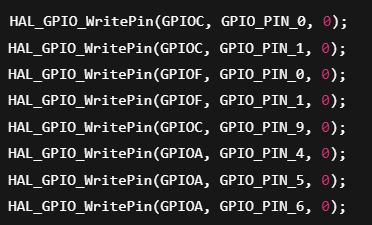 HAL_GPIO_WritePin(GPIOC, GPIO_PIN_0, 0);
HAL_GPIO_WritePin(GPIOC, GPIO_PIN_1, 0);
HAL_GPIO_WritePin(GPIOF, GPIO_PIN_0, 0);
HAL_GPIO_WritePin(GPIOF, GPIO_PIN_1, 0);
HAL_GPIO_WritePin(GPIOC, GPIO_PIN_9, 0);
HAL_GPIO_WritePin(GPIOA, GPIO_PIN_4, 0);
HAL_GPIO_WritePin(GPIOA, GPIO_PIN_5, 0);
HAL_GPIO_WritePin(GPIOA, GPIO_PIN_6, 0);